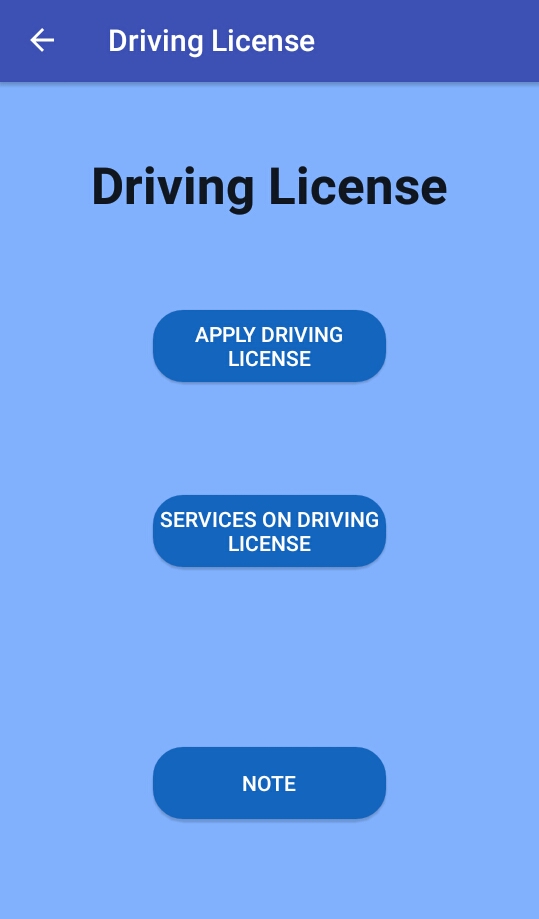 Driving License
Driving License
APPLY DRIVING
LICENSE
SERVICES ON DRIVING
LICENSE
NOTE